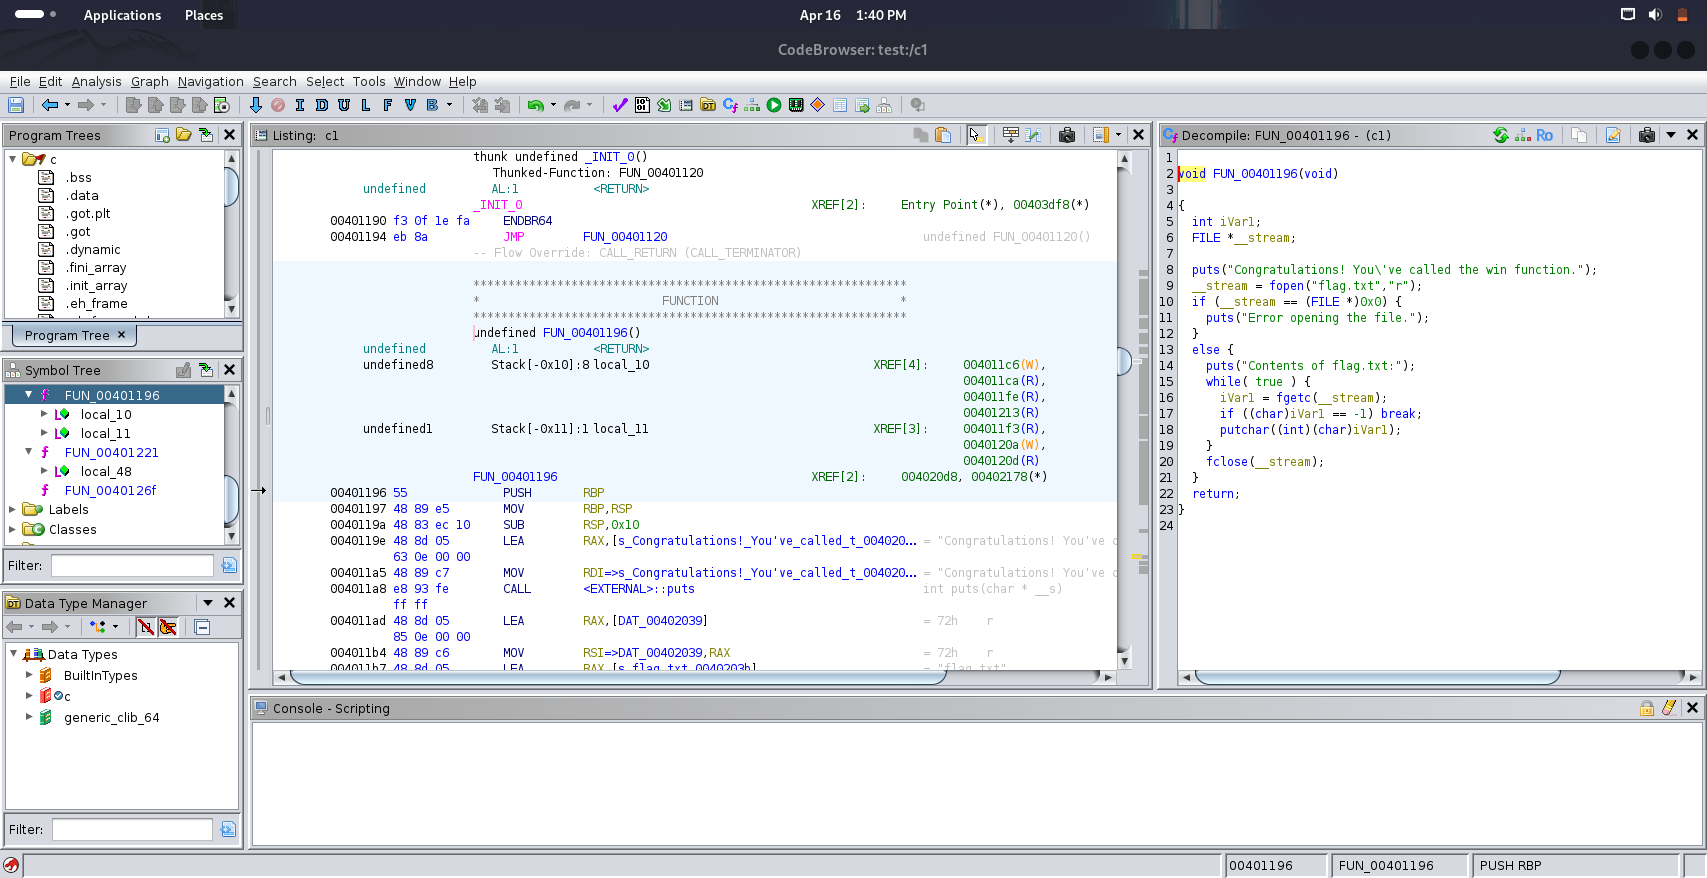 Applications Places Apr 16 1:40 PM
CodeBrowser: test:/c1
File Edit Analysis Graph Navigation Search Select Tools Window Help
I D U L F V B
Program Trees
c
.bss
.data
.got.plt
.got
.dynamic
.fini_array
.init_array
.eh_frame
Program Tree ×
Symbol Tree
FUN_00401196
local_10
local_11
FUN_00401221
local_48
FUN_0040126f
Labels
Classes
Filter:
Data Type Manager
Data Types
BuiltInTypes
c
generic_clib_64
Filter:
Listing: c1
thunk undefined _INIT_0()
Thunked-Function: FUN_00401120
undefined AL:1 <RETURN>
_INIT_0 XREF[2]: Entry Point(*), 00403df8(*)
00401190 f3 0f 1e fa ENDBR64
00401194 eb 8a JMP FUN_00401120 undefined FUN_00401120()
-- Flow Override: CALL_RETURN (CALL_TERMINATOR)
**************************************************************
* FUNCTION *
**************************************************************
undefined FUN_00401196()
undefined AL:1 <RETURN>
undefined8 Stack[-0x10]:8 local_10 XREF[4]: 004011c6(W),
004011ca(R),
004011fe(R),
00401213(R)
undefined1 Stack[-0x11]:1 local_11 XREF[3]: 004011f3(R),
0040120a(W),
0040120d(R)
FUN_00401196 XREF[2]: 004020d8, 00402178(*)
00401196 55 PUSH RBP
00401197 48 89 e5 MOV RBP,RSP
0040119a 48 83 ec 10 SUB RSP,0x10
0040119e 48 8d 05 LEA RAX,[s_Congratulations!_You've_called_t_004020... = "Congratulations! You've c
63 0e 00 00
004011a5 48 89 c7 MOV RDI=>s_Congratulations!_You've_called_t_004020... = "Congratulations! You've c
004011a8 e8 93 fe CALL <EXTERNAL>::puts int puts(char * __s)
ff ff
004011ad 48 8d 05 LEA RAX,[DAT_00402039] = 72h r
85 0e 00 00
004011b4 48 89 c6 MOV RSI=>DAT_00402039,RAX = 72h r
004011b7 48 8d 05 LEA RAX,[s_flag.txt_0040203b] = "flag.txt"
Decompile: FUN_00401196 - (c1)
Ro
1
2 void FUN_00401196(void)
3
4 {
5 int iVar1;
6 FILE *__stream;
7
8 puts("Congratulations! You\'ve called the win function.");
9 __stream = fopen("flag.txt","r");
10 if (__stream == (FILE *)0x0) {
11 puts("Error opening the file.");
12 }
13 else {
14 puts("Contents of flag.txt:");
15 while( true ) {
16 iVar1 = fgetc(__stream);
17 if ((char)iVar1 == -1) break;
18 putchar((int)(char)iVar1);
19 }
20 fclose(__stream);
21 }
22 return;
23 }
24
Console - Scripting
00401196 FUN_00401196 PUSH RBP